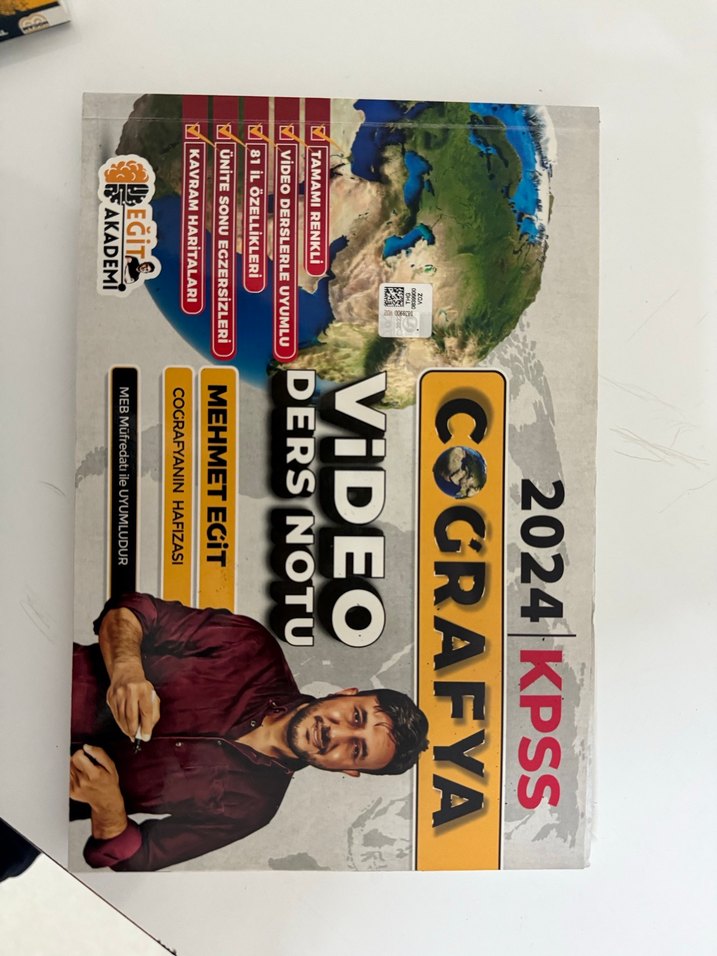 2024 | KPSS
COĞRAFYA
VİDEO
DERS NOTU
TAMAMI RENKLİ
VİDEO DERSLERLE UYUMLU
81 İL ÖZELLİKLERİ
ÜNİTE SONU EGZERSİZLERİ
KAVRAM HARİTALARI
MEHMET EĞİT
COĞRAFYANIN HAFIZASI
MEB Müfredatı ile UYUMLUDUR
EĞİT
AKADEMİ